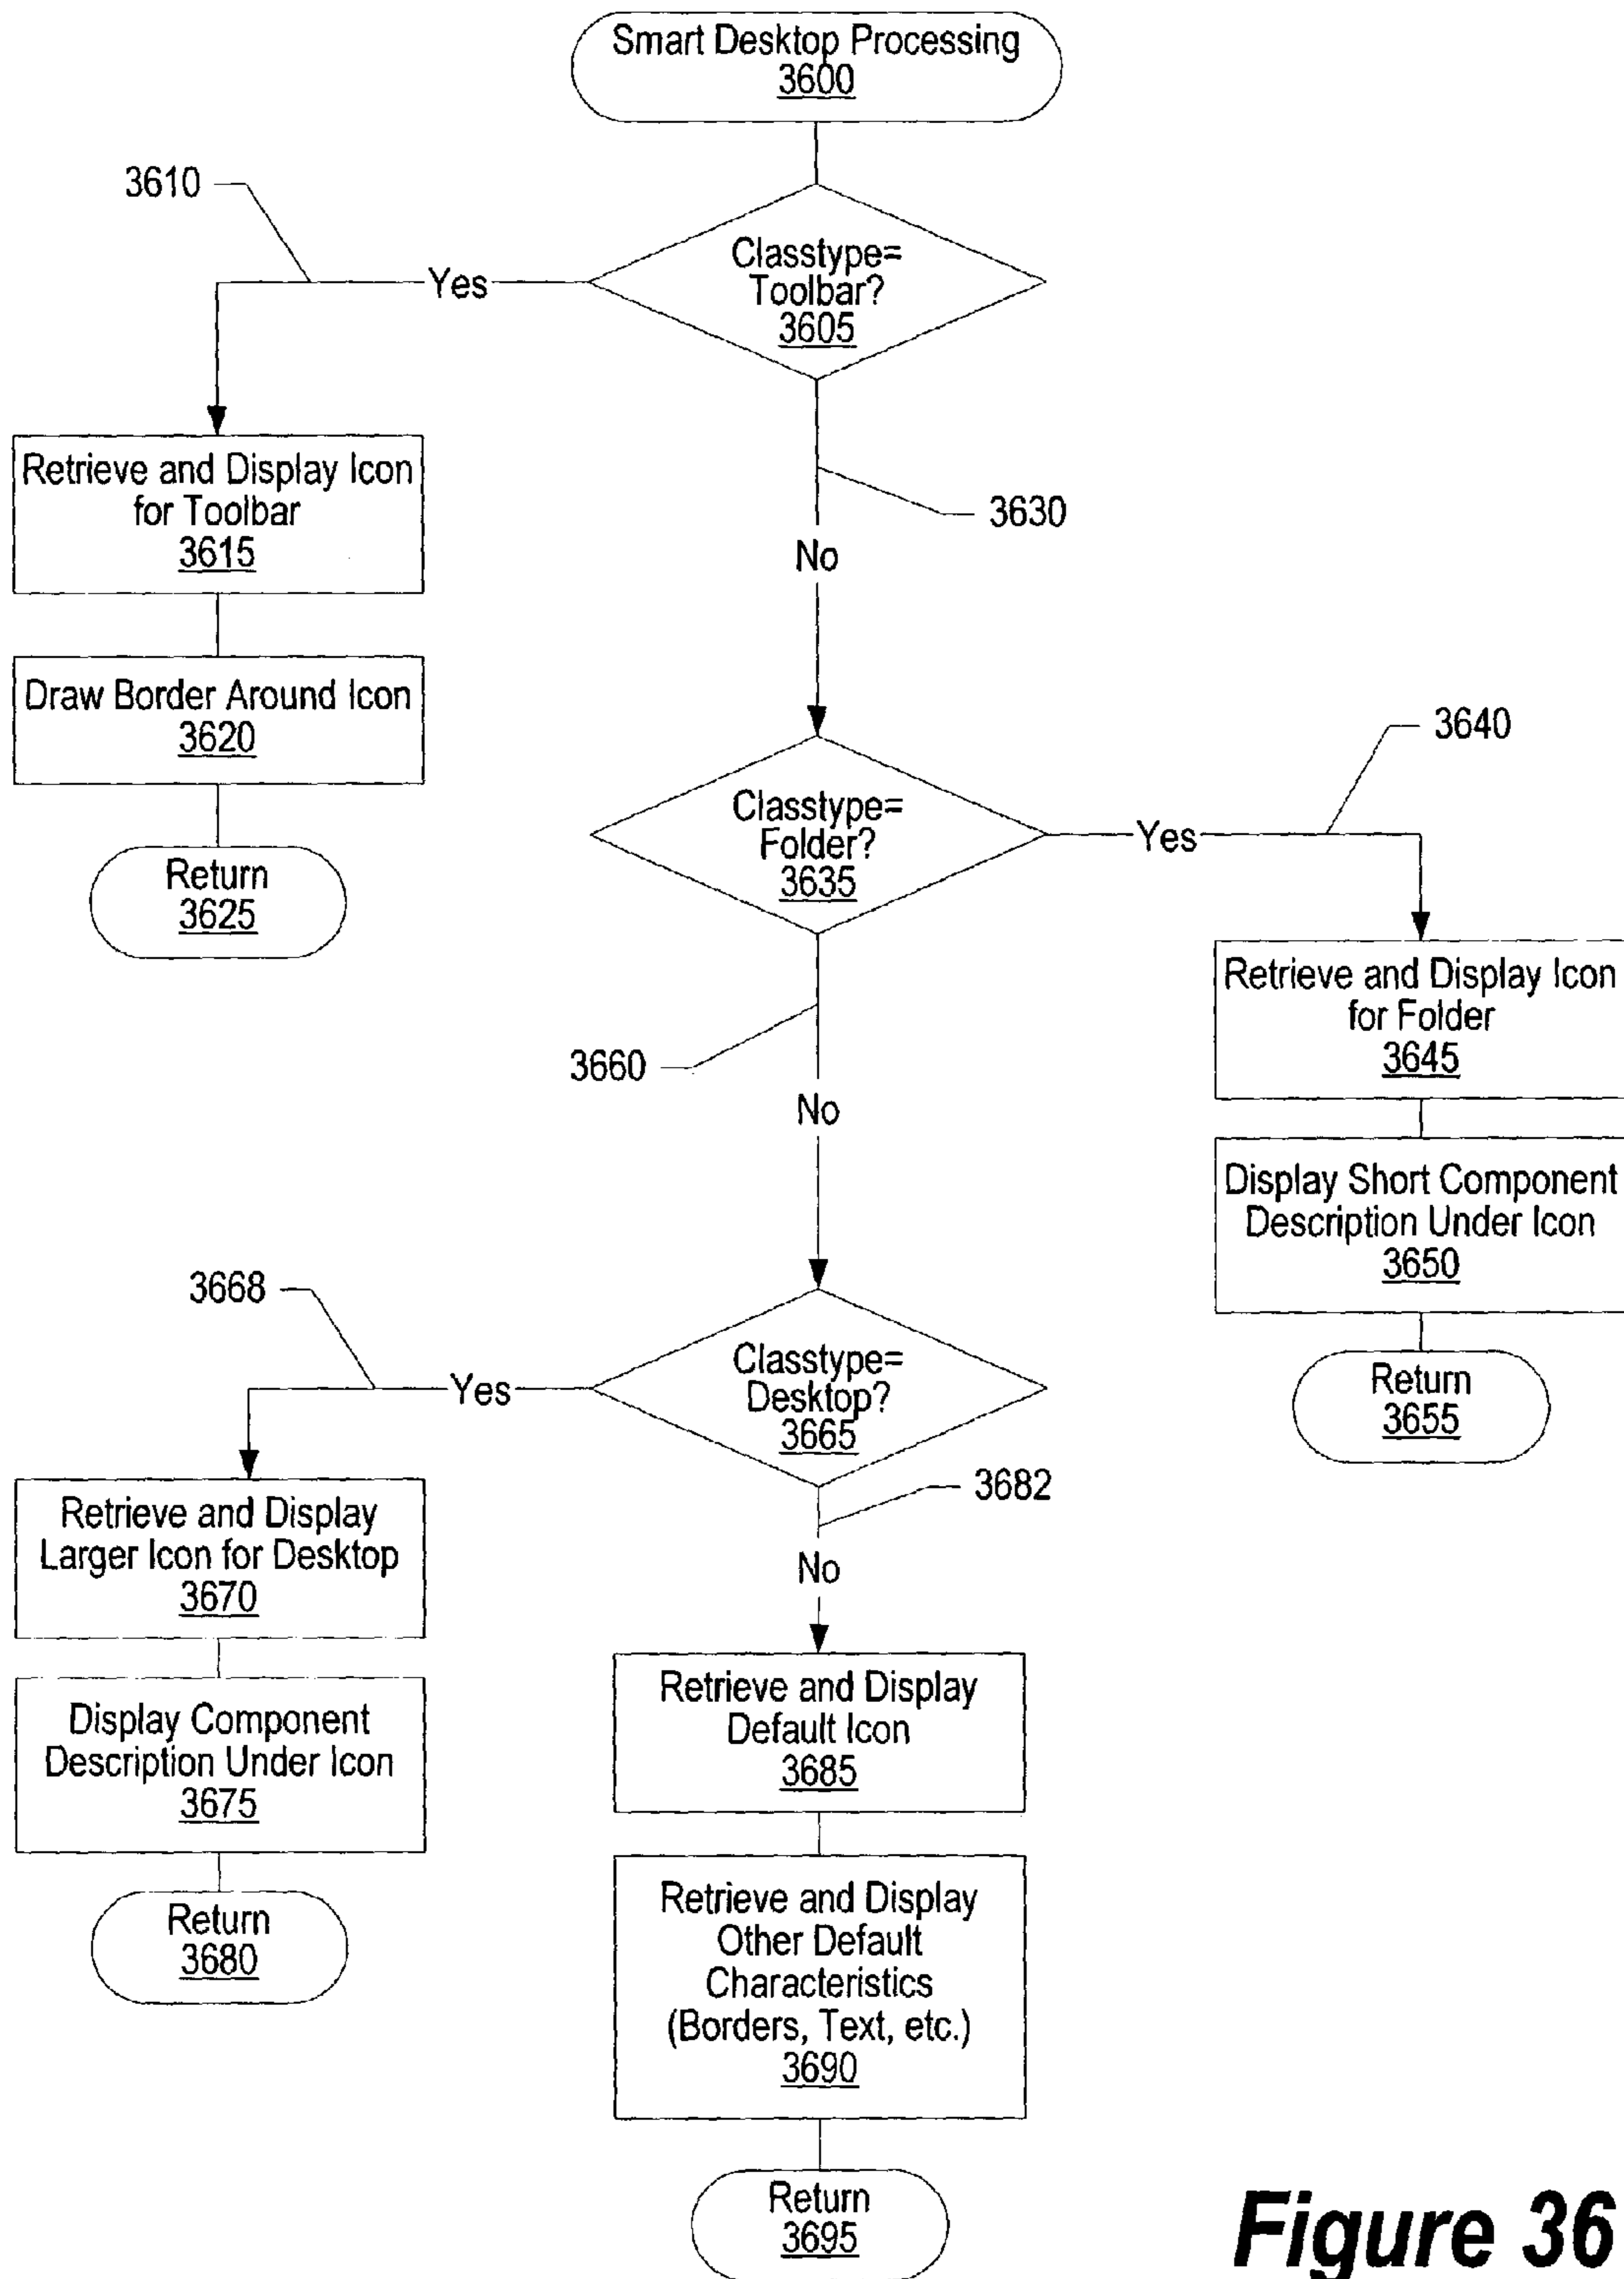 Smart Desktop Processing
3600
3610
Classtype=
Toolbar?
3605
Yes
Retrieve and Display Icon
for Toolbar
3615
3630
No
Draw Border Around Icon
3620
Return
3625
Classtype=
Folder?
3635
Yes
3640
Retrieve and Display Icon
for Folder
3645
3660
No
Display Short Component
Description Under Icon
3650
Return
3655
3668
Classtype=
Desktop?
3665
Yes
3682
No
Retrieve and Display
Larger Icon for Desktop
3670
Display Component
Description Under Icon
3675
Return
3680
Retrieve and Display
Default Icon
3685
Retrieve and Display
Other Default
Characteristics
(Borders, Text, etc.)
3690
Return
3695
Figure 36